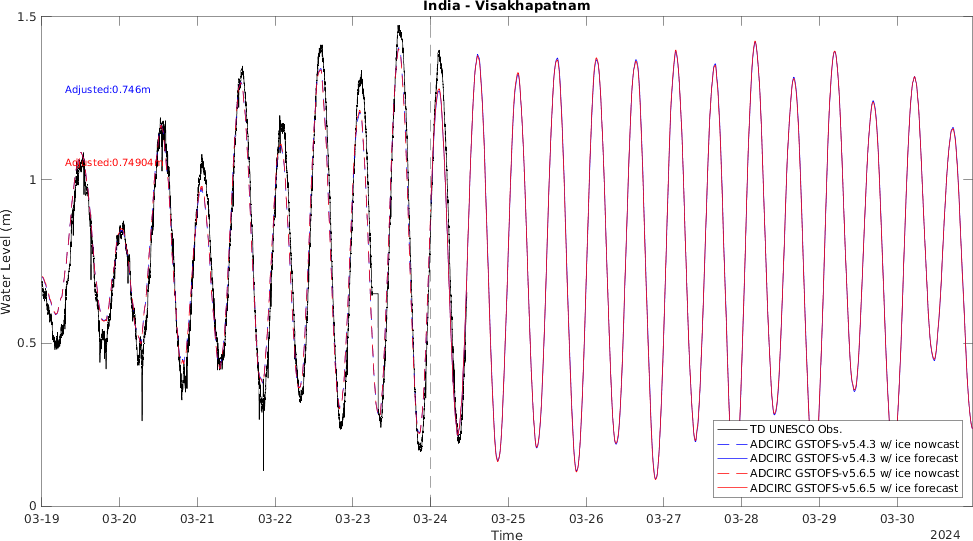 India - Visakhapatnam
1.5
1
0.5
0
Water Level (m)
Adjusted:0.746m
Adjusted:0.74904m
03-19 03-20 03-21 03-22 03-23 03-24 03-25 03-26 03-27 03-28 03-29 03-30
Time
2024
TD UNESCO Obs.
ADCIRC GSTOFS-v5.4.3 w/ ice nowcast
ADCIRC GSTOFS-v5.4.3 w/ ice forecast
ADCIRC GSTOFS-v5.6.5 w/ ice nowcast
ADCIRC GSTOFS-v5.6.5 w/ ice forecast